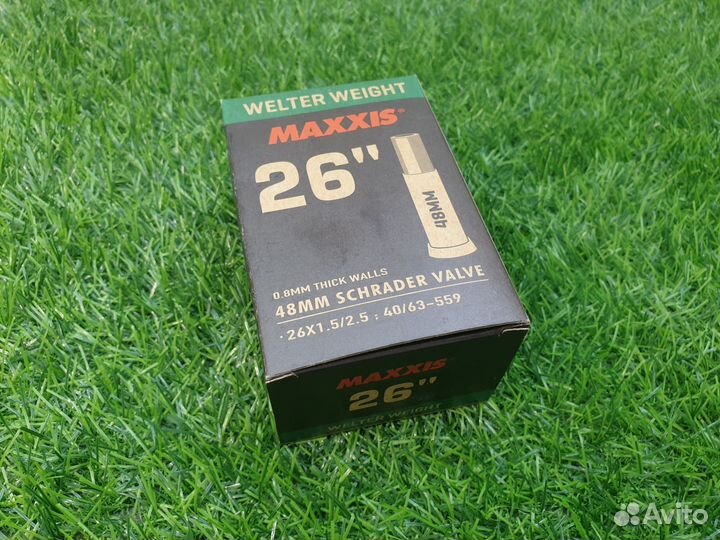 WELTER WEIGHT
MAXXIS®
26"
48MM
0.8MM THICK WALLS
48MM SCHRADER VALVE
· 26X1.5/2.5 : 40/63-559
MAXXIS®
26"
WELTER WEIGHT
Avito